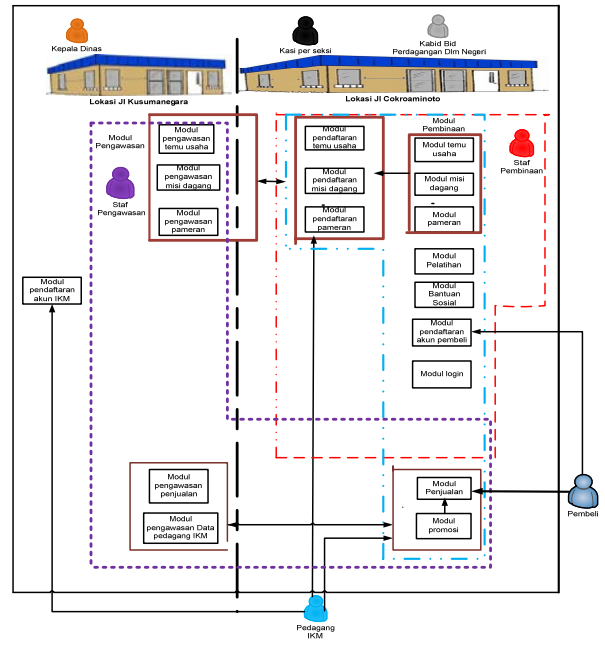 Kepala Dinas
Kasi per seksi
Kabid Bid
Perdagangan Dlm Negeri
Lokasi Jl Kusumanegara
Lokasi Jl Cokroaminoto
Modul
Pengawasan
Modul
pengawasan
temu usaha
Modul
pengawasan
misi dagang
Modul
pengawasan
pameran
Staf
Pengawasan
Modul
pendaftaran
temu usaha
Modul
pendaftaran
misi dagang
Modul
pendaftaran
pameran
Modul
Pembinaan
Modul temu
usaha
Modul misi
dagang
Modul
pameran
Staf
Pembinaan
Modul
Pelatihan
Modul
Bantuan
Sosial
Modul
pendaftaran
akun pembeli
Modul login
Modul
pendaftaran
akun IKM
Modul
pengawasan
penjualan
Modul
pengawasan Data
pedagang IKM
Modul
Penjualan
Modul
promosi
Pembeli
Pedagang
IKM